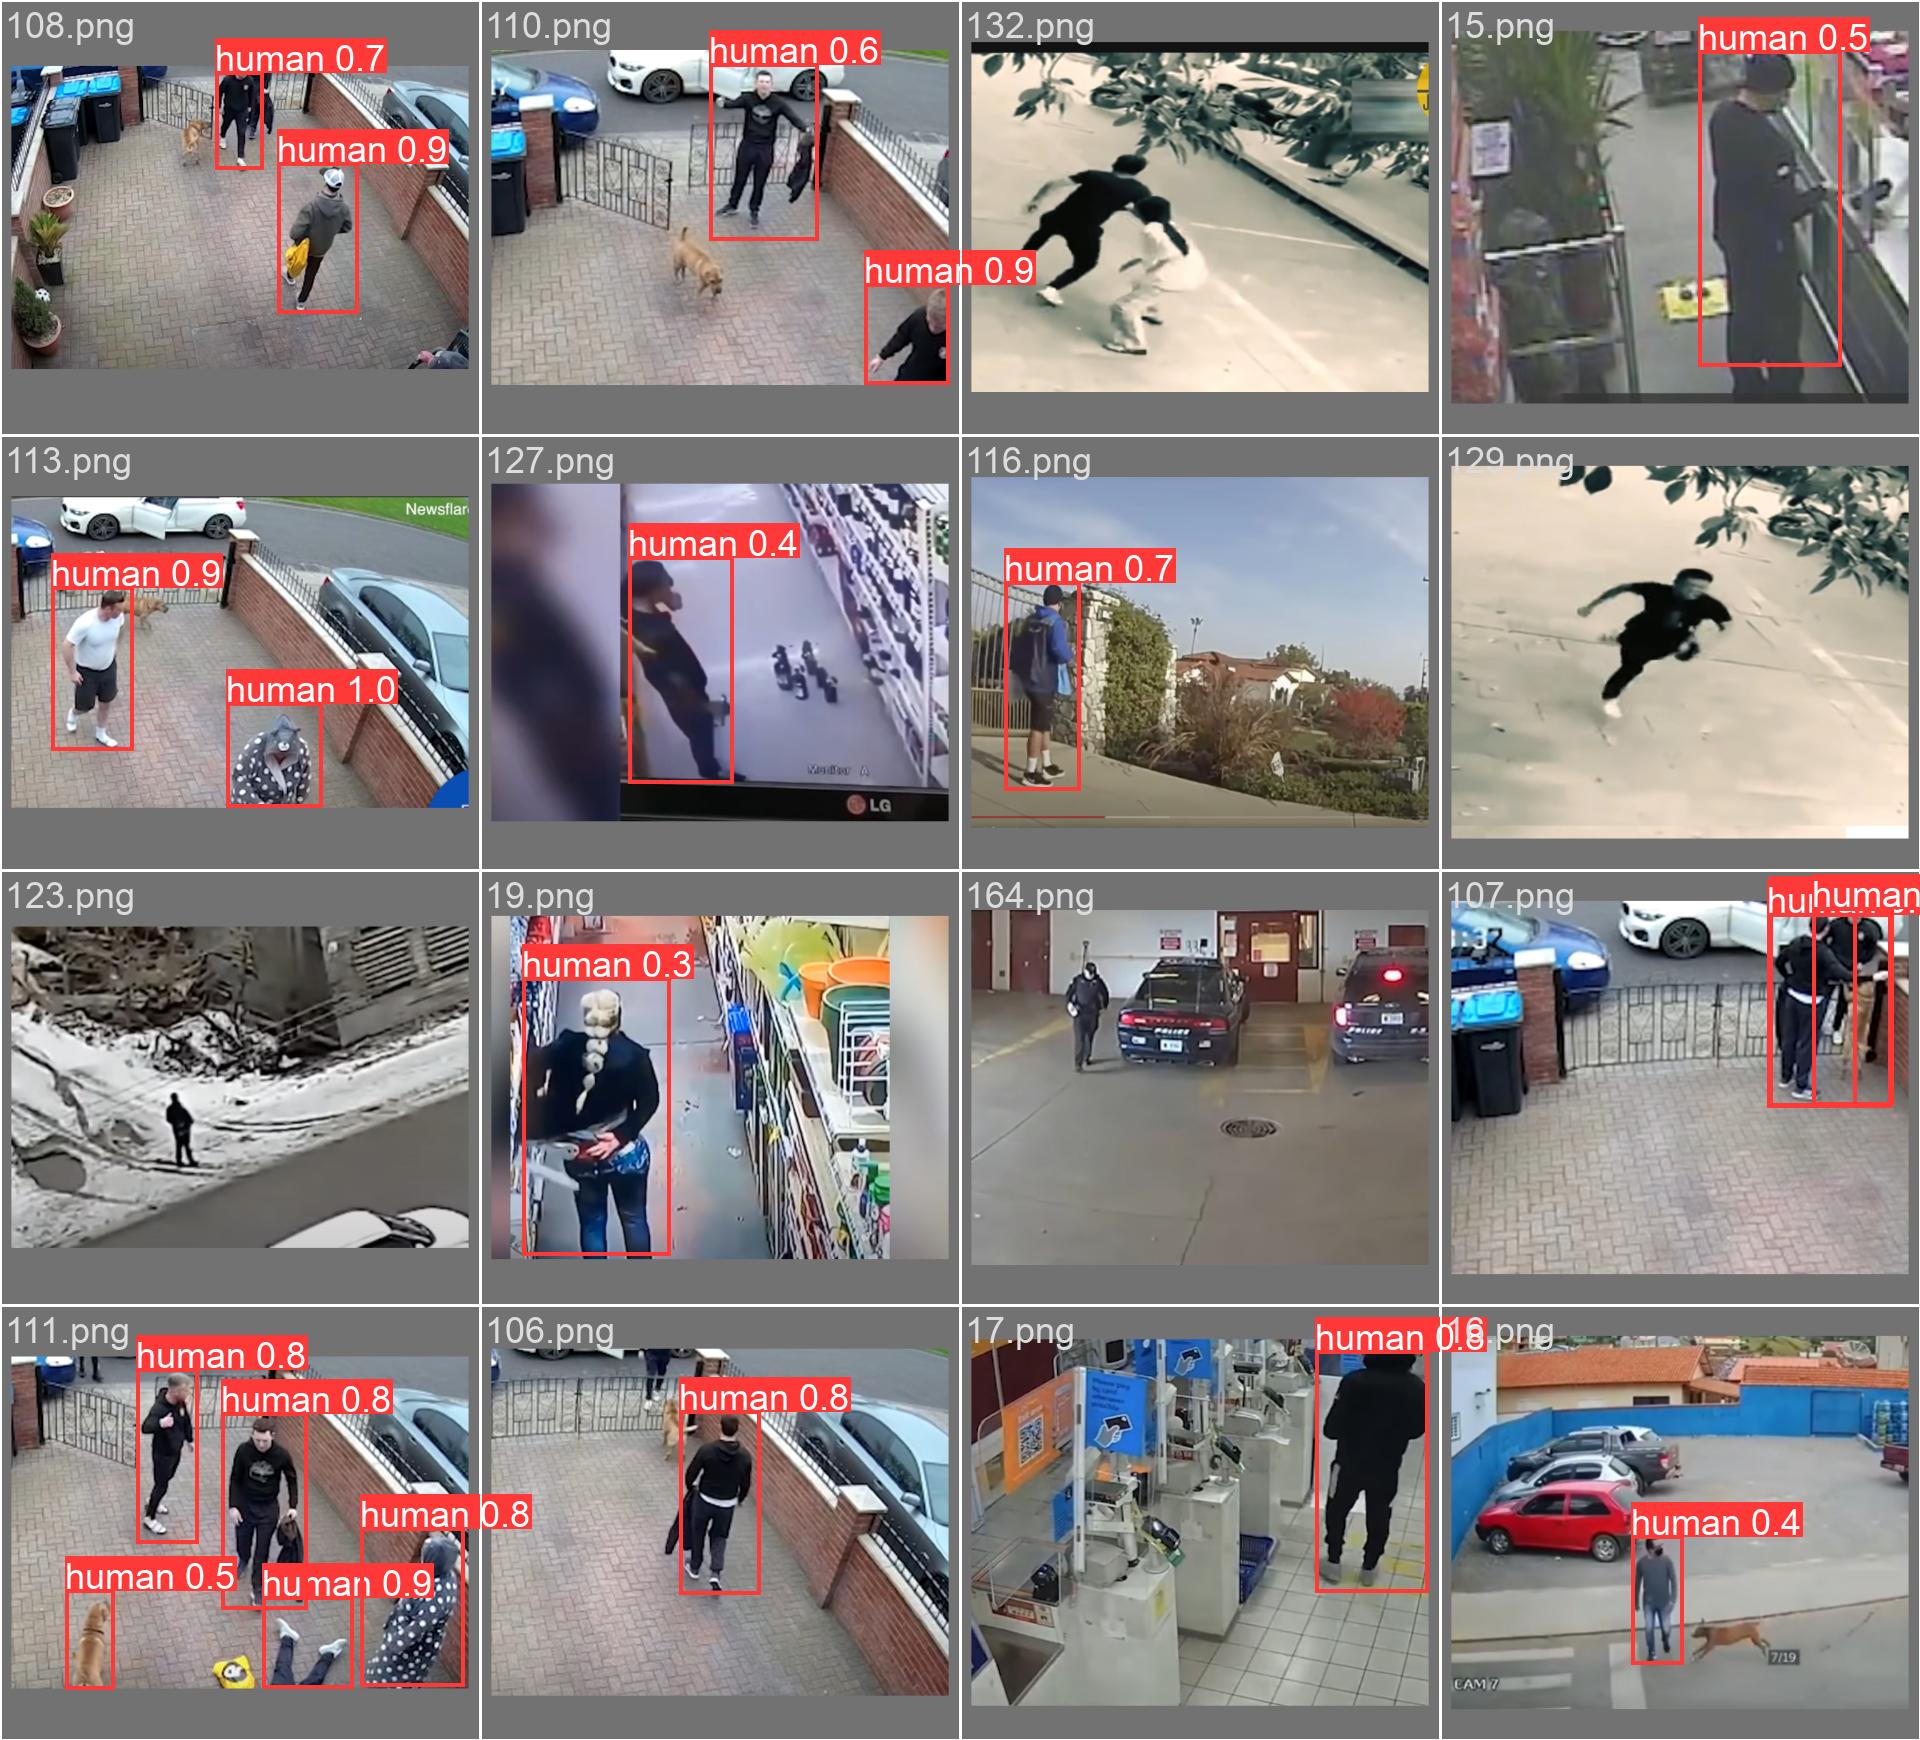 108.png
human 0.7
human 0.9
110.png
human 0.6
human 0.9
132.png
15.png
human 0.5
113.png
Newsflar
human 0.9
human 1.0
127.png
human 0.4
Monitor A
LG
116.png
human 0.7
129.png
123.png
19.png
human 0.3
164.png
POLICE
POLICE
107.png
human
111.png
human 0.8
human 0.8
human 0.8
human 0.5
human 0.9
106.png
human 0.8
17.png
human 0.8
16.png
human 0.4
7/19
CAM 7